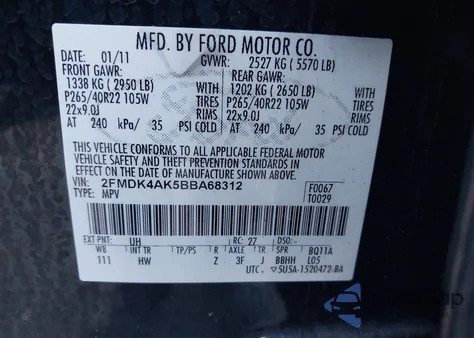 MFD. BY FORD MOTOR CO.
DATE: 01/11 GVWR: 2527 KG ( 5570 LB)
FRONT GAWR: REAR GAWR:
1338 KG ( 2950 LB) 1202 KG ( 2650 LB)
P265/40R22 105W P265/40R22 105W
22x9.0J RIMS 22x9.0J RIMS
AT 240 kPa/ 35 PSI COLD AT 240 kPa/ 35 PSI COLD
THIS VEHICLE CONFORMS TO ALL APPLICABLE FEDERAL MOTOR
VEHICLE SAFETY AND BUMPER STANDARDS IN
EFFECT ON THE DATE OF MANUFACTURE SHOWN ABOVE.
VIN: 2FMDK4AK5BBA68312 F0067
TYPE: MPV T0029
EXT PNT: UH RC: 27 DSO:
WB INT TR TP/PS R AXLE TR SPR BQ11A
111 HW Z 3F J BBHH L05
UTC. ▽5U5A-1520472-BA